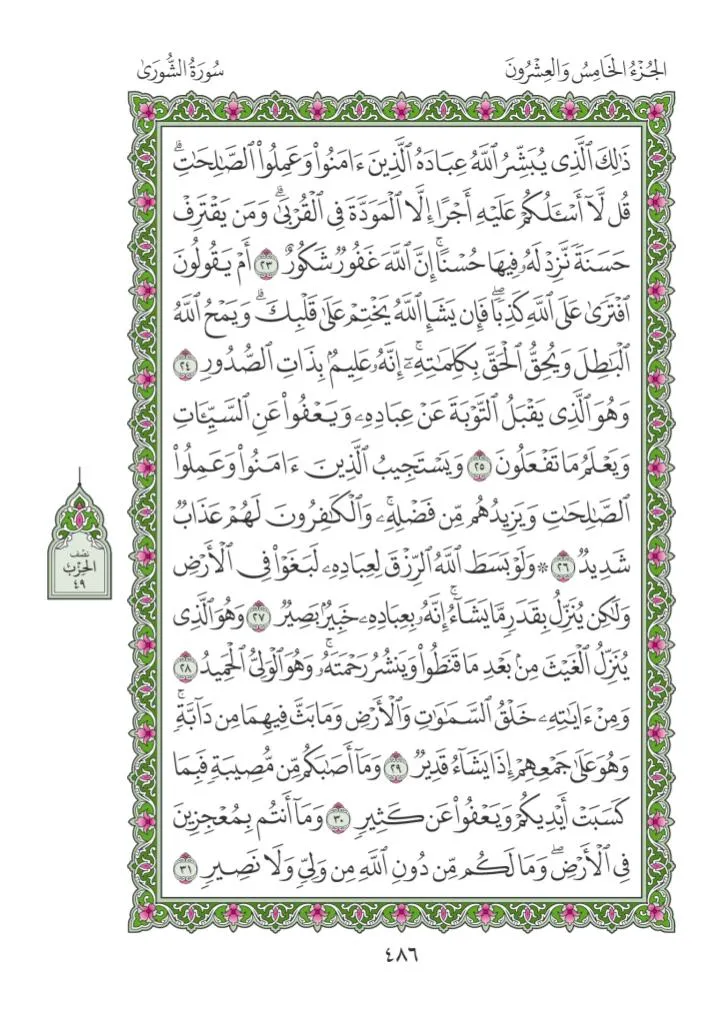 الجُزْءُ الخَامِسُ وَالعِشْرُونَ
سُورَةُ الشُّورَىٰ
ذَٰلِكَ ٱلَّذِى يُبَشِّرُ ٱللَّهُ عِبَادَهُ ٱلَّذِينَ ءَامَنُوا۟ وَعَمِلُوا۟ ٱلصَّٰلِحَٰتِ ۗ
قُل لَّآ أَسْـَٔلُكُمْ عَلَيْهِ أَجْرًا إِلَّا ٱلْمَوَدَّةَ فِى ٱلْقُرْبَىٰ ۗ وَمَن يَقْتَرِفْ
حَسَنَةً نَّزِدْ لَهُۥ فِيهَا حُسْنًا ۚ إِنَّ ٱللَّهَ غَفُورٌ شَكُورٌ ٢٣ أَمْ يَقُولُونَ
ٱفْتَرَىٰ عَلَى ٱللَّهِ كَذِبًا ۖ فَإِن يَشَإِ ٱللَّهُ يَخْتِمْ عَلَىٰ قَلْبِكَ ۗ وَيَمْحُ ٱللَّهُ
ٱلْبَٰطِلَ وَيُحِقُّ ٱلْحَقَّ بِكَلِمَٰتِهِۦٓ ۚ إِنَّهُۥ عَلِيمٌۢ بِذَاتِ ٱلصُّدُورِ ٢٤
وَهُوَ ٱلَّذِى يَقْبَلُ ٱلتَّوْبَةَ عَنْ عِبَادِهِۦ وَيَعْفُوا۟ عَنِ ٱلسَّيِّـَٔاتِ
وَيَعْلَمُ مَا تَفْعَلُونَ ٢٥ وَيَسْتَجِيبُ ٱلَّذِينَ ءَامَنُوا۟ وَعَمِلُوا۟
ٱلصَّٰلِحَٰتِ وَيَزِيدُهُم مِّن فَضْلِهِۦ ۚ وَٱلْكَٰفِرُونَ لَهُمْ عَذَابٌ
شَدِيدٌ ٢٦ ۞ وَلَوْ بَسَطَ ٱللَّهُ ٱلرِّزْقَ لِعِبَادِهِۦ لَبَغَوْا۟ فِى ٱلْأَرْضِ
وَلَٰكِن يُنَزِّلُ بِقَدَرٍ مَّا يَشَآءُ ۚ إِنَّهُۥ بِعِبَادِهِۦ خَبِيرٌۢ بَصِيرٌ ٢٧ وَهُوَ ٱلَّذِى
يُنَزِّلُ ٱلْغَيْثَ مِنۢ بَعْدِ مَا قَنَطُوا۟ وَيَنشُرُ رَحْمَتَهُۥ ۚ وَهُوَ ٱلْوَلِىُّ ٱلْحَمِيدُ ٢٨
وَمِنْ ءَايَٰتِهِۦ خَلْقُ ٱلسَّمَٰوَٰتِ وَٱلْأَرْضِ وَمَا بَثَّ فِيهِمَا مِن دَآبَّةٍ ۚ
وَهُوَ عَلَىٰ جَمْعِهِمْ إِذَا يَشَآءُ قَدِيرٌ ٢٩ وَمَآ أَصَٰبَكُم مِّن مُّصِيبَةٍ فَبِمَا
كَسَبَتْ أَيْدِيكُمْ وَيَعْفُوا۟ عَن كَثِيرٍ ٣٠ وَمَآ أَنتُم بِمُعْجِزِينَ
فِى ٱلْأَرْضِ ۖ وَمَا لَكُم مِّن دُونِ ٱللَّهِ مِن وَلِىٍّ وَلَا نَصِيرٍ ٣١
نصف
الحزب
٤٩
٤٨٦